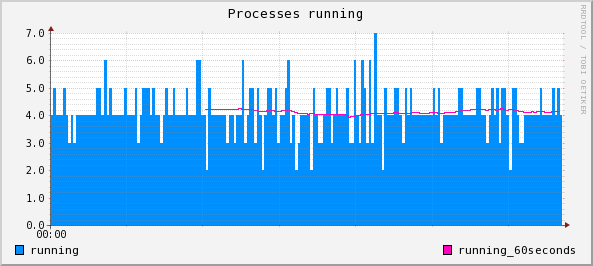 Processes running
RRDTOOL / TOBI OETIKER
7.0
6.0
5.0
4.0
3.0
2.0
1.0
0.0
00:00
running
running_60seconds